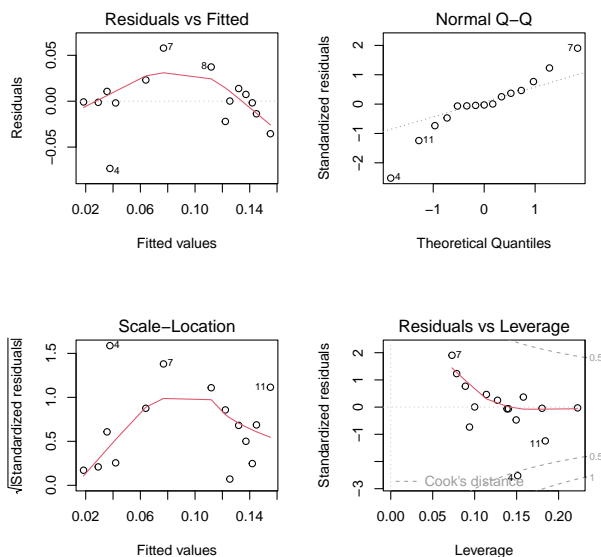 Residuals vs Fitted
Residuals
0.05
0.00
−0.05
7
8
4
0.02 0.06 0.10 0.14
Fitted values
Normal Q−Q
Standardized residuals
2
1
0
−1
−2
7
11
4
−1 0 1
Theoretical Quantiles
Scale−Location
√|Standardized residuals|
1.5
1.0
0.5
0.0
4
7
11
0.02 0.06 0.10 0.14
Fitted values
Residuals vs Leverage
Standardized residuals
2
1
0
−1
−3
7
11
4
0.5
0.5
1
Cook's distance
0.00 0.05 0.10 0.15 0.20
Leverage